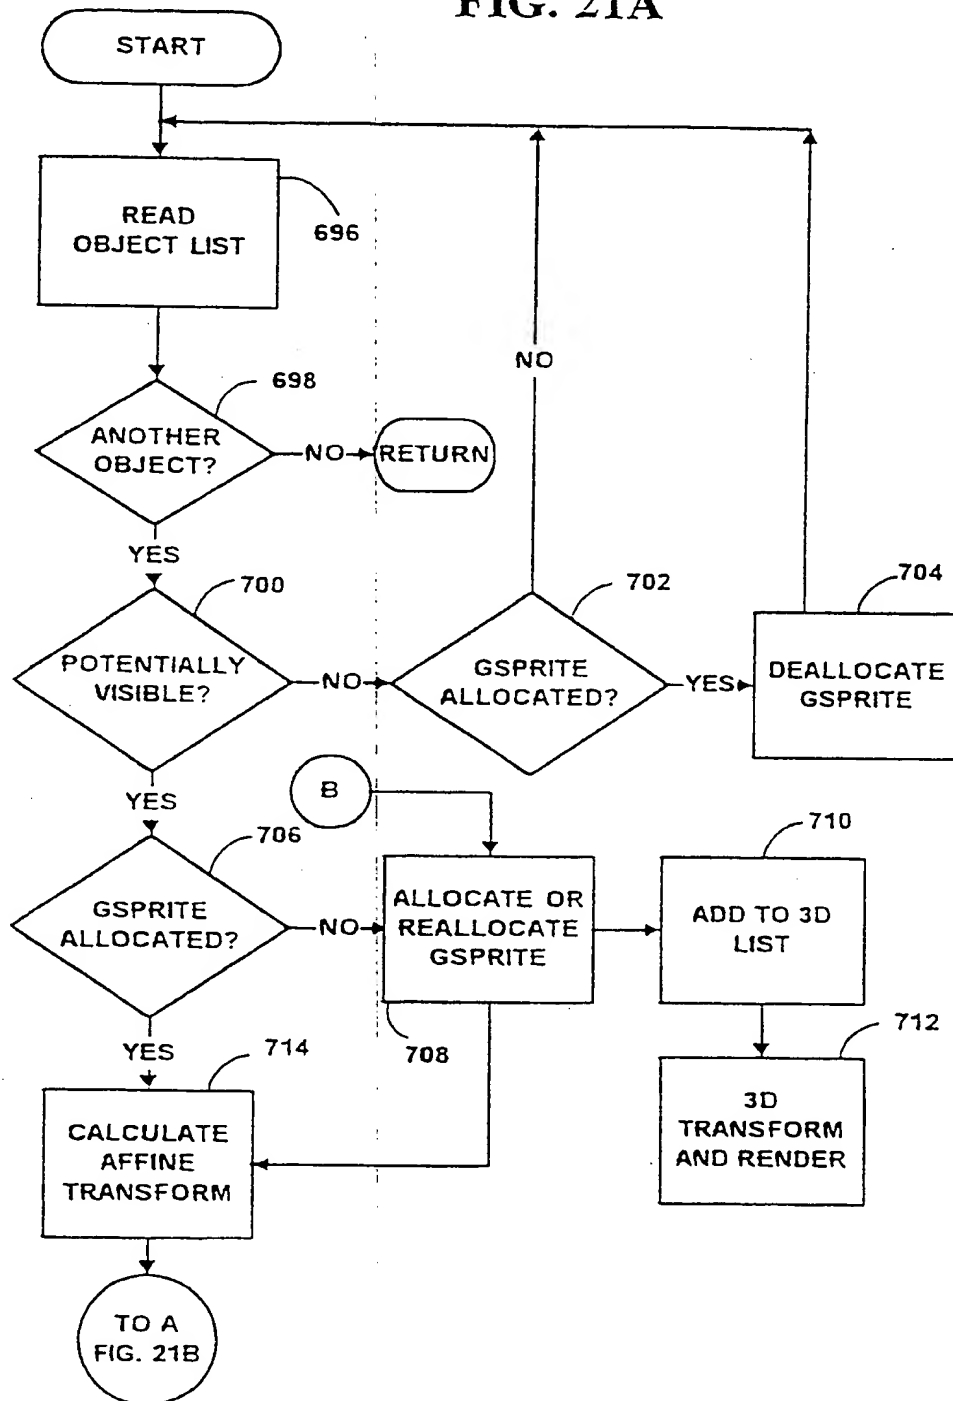 FIG. 21A
START
READ
OBJECT LIST
696
NO
698
ANOTHER
OBJECT?
NO
RETURN
YES
700
702
704
POTENTIALLY
VISIBLE?
NO
GSPRITE
ALLOCATED?
YES
DEALLOCATE
GSPRITE
YES
B
706
710
GSPRITE
ALLOCATED?
NO
ALLOCATE OR
REALLOCATE
GSPRITE
ADD TO 3D
LIST
YES
714
708
712
CALCULATE
AFFINE
TRANSFORM
3D
TRANSFORM
AND RENDER
TO A
FIG. 21B